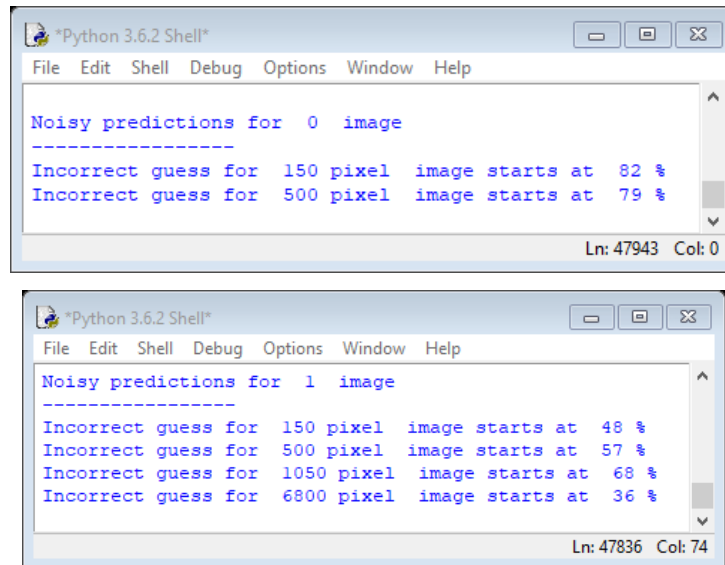 *Python 3.6.2 Shell*
File Edit Shell Debug Options Window Help
Noisy predictions for 0 image
-----------------
Incorrect guess for 150 pixel image starts at 82 %
Incorrect guess for 500 pixel image starts at 79 %
Ln: 47943 Col: 0
*Python 3.6.2 Shell*
File Edit Shell Debug Options Window Help
Noisy predictions for 1 image
-----------------
Incorrect guess for 150 pixel image starts at 48 %
Incorrect guess for 500 pixel image starts at 57 %
Incorrect guess for 1050 pixel image starts at 68 %
Incorrect guess for 6800 pixel image starts at 36 %
Ln: 47836 Col: 74